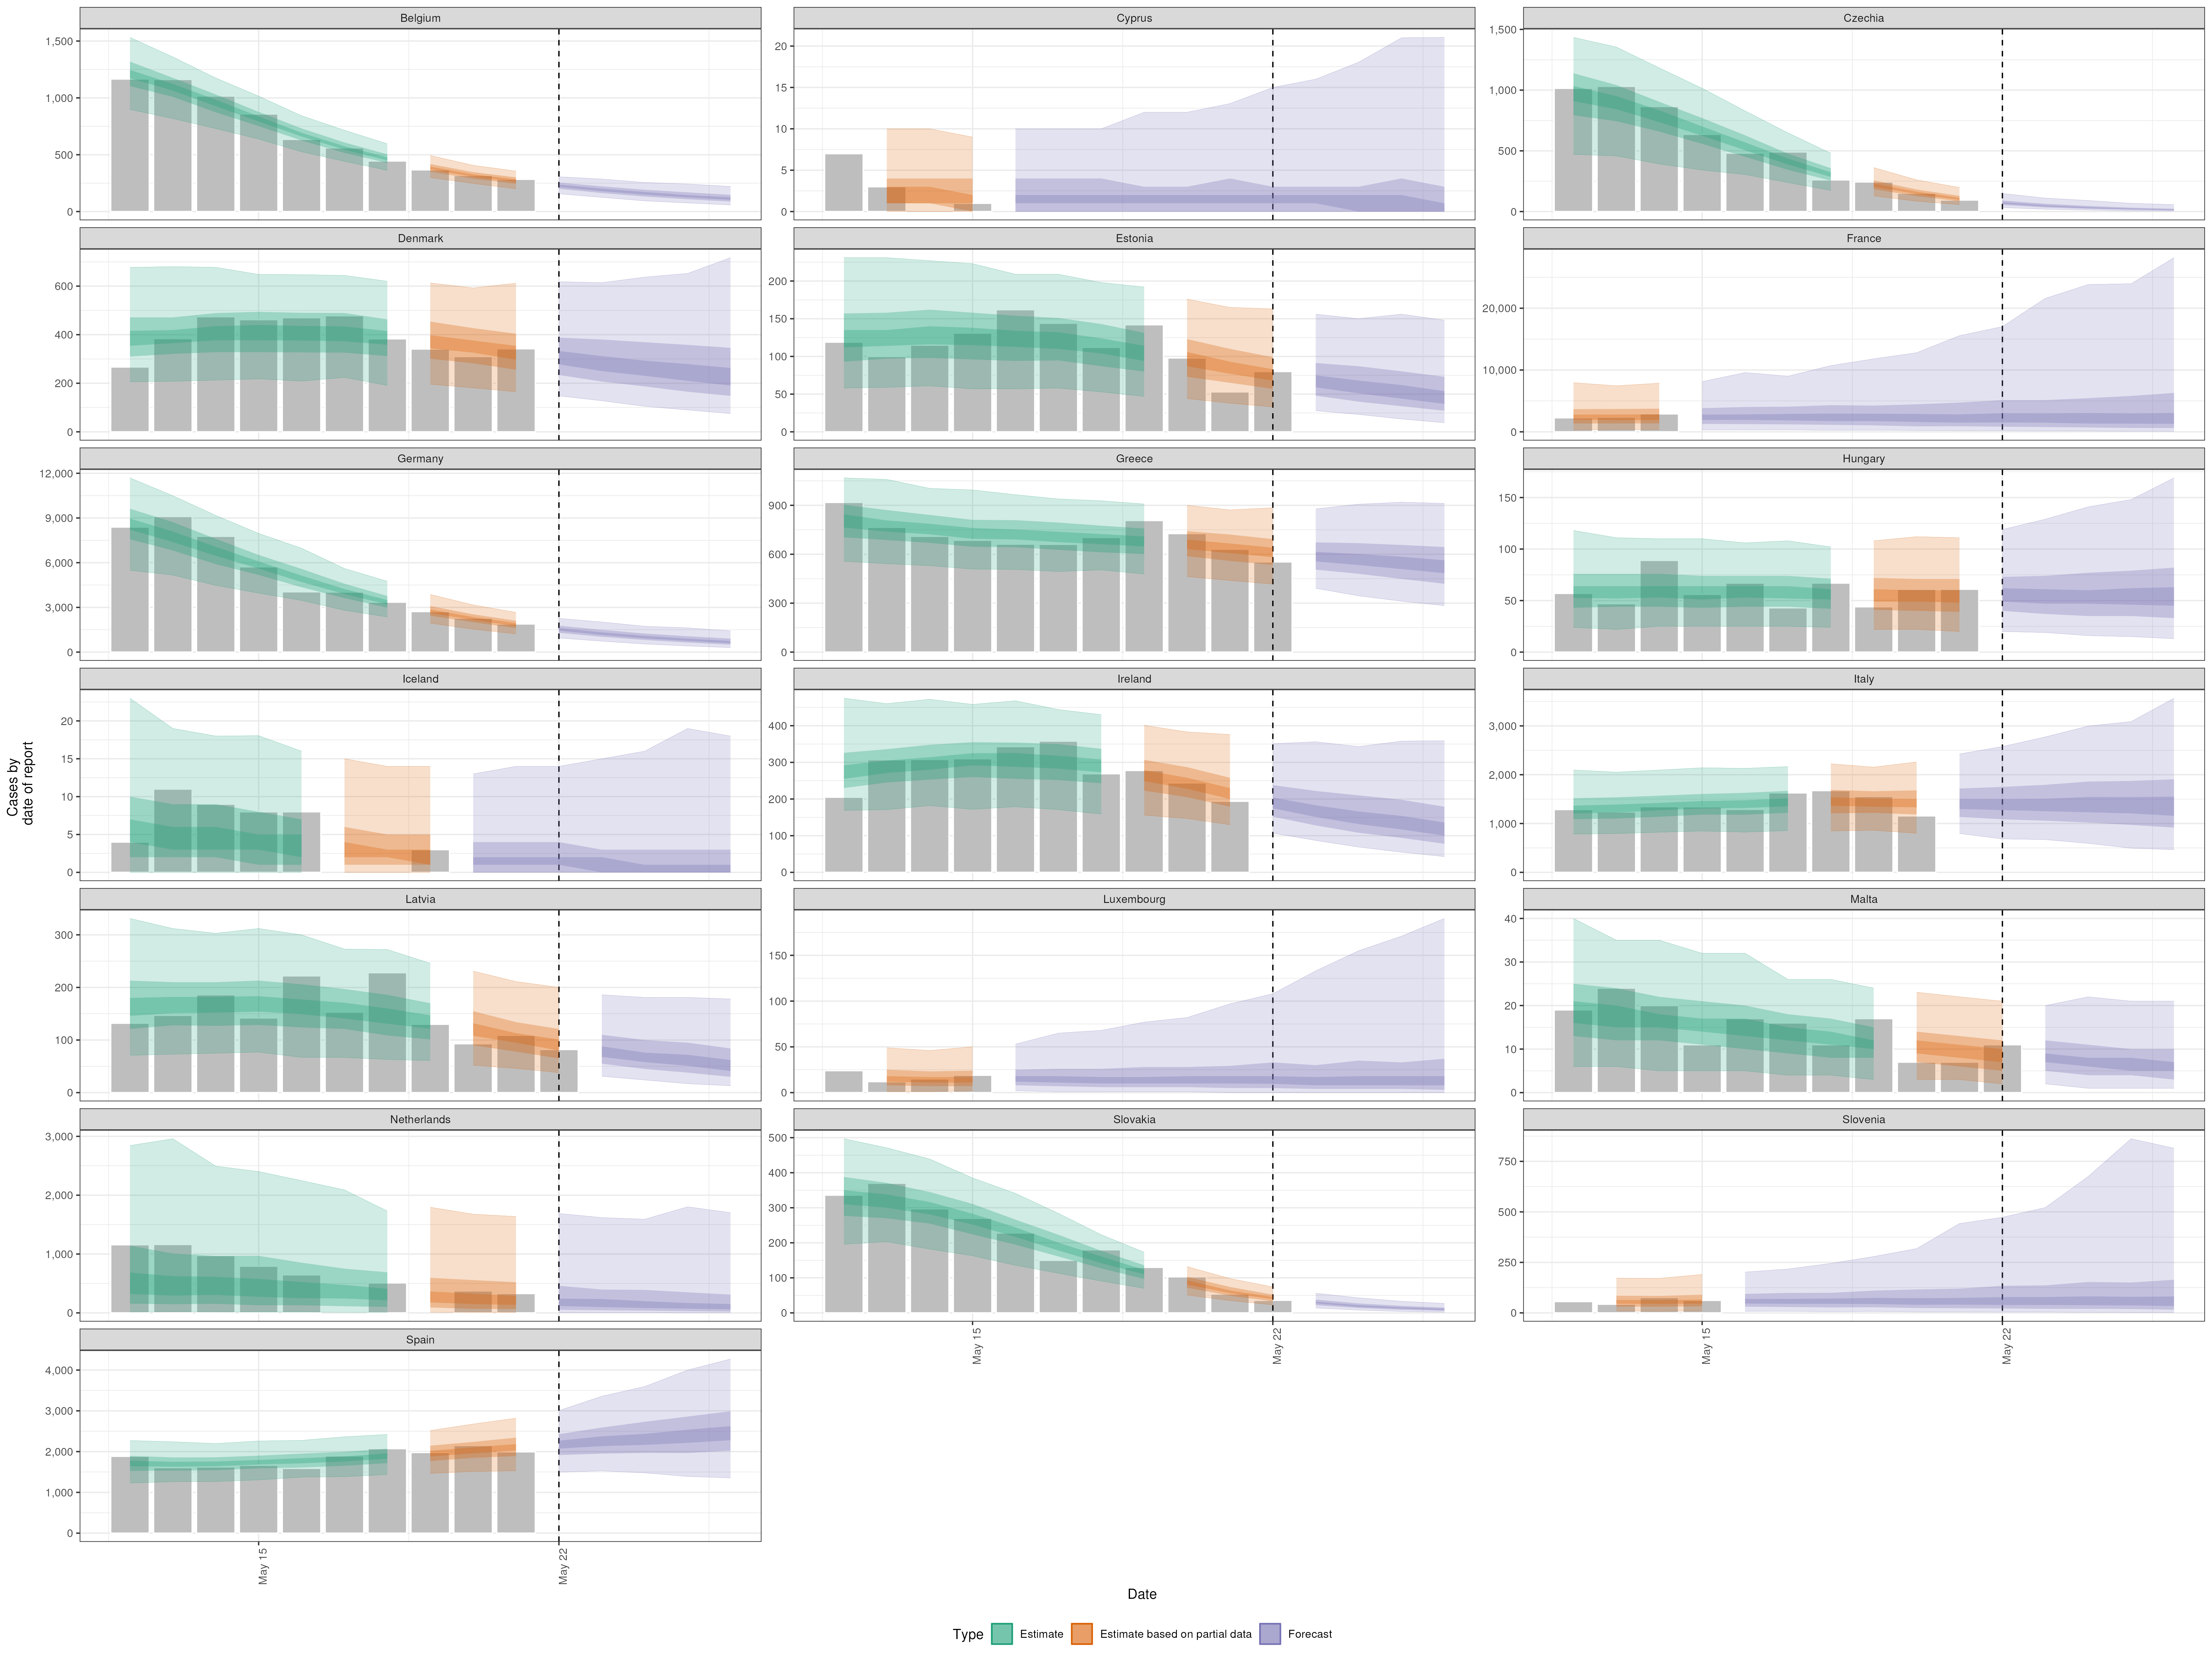 Belgium
Cyprus
Czechia
1,500
1,000
500
0
20
15
10
5
0
1,500
1,000
500
0
Denmark
Estonia
France
600
400
200
0
200
150
100
50
0
20,000
10,000
0
Germany
Greece
Hungary
12,000
9,000
6,000
3,000
0
900
600
300
0
150
100
50
0
Iceland
Ireland
Italy
20
15
10
5
0
400
300
200
100
0
3,000
2,000
1,000
0
Cases by
date of report
Latvia
Luxembourg
Malta
300
200
100
0
150
100
50
0
40
30
20
10
0
Netherlands
Slovakia
Slovenia
3,000
2,000
1,000
0
500
400
300
200
100
0
750
500
250
0
May 15
May 22
May 15
May 22
Spain
4,000
3,000
2,000
1,000
0
May 15
May 22
Date
Type Estimate Estimate based on partial data Forecast